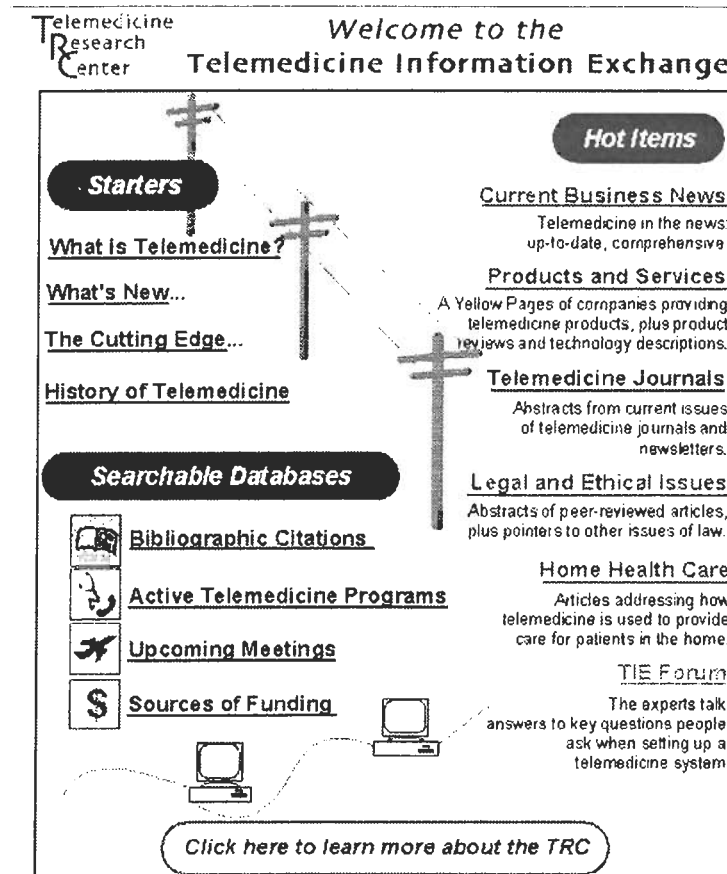 Telemedicine
Research
Center
Welcome to the
Telemedicine Information Exchange
Starters
What is Telemedicine?
What's New...
The Cutting Edge...
History of Telemedicine
Searchable Databases
Bibliographic Citations
Active Telemedicine Programs
Upcoming Meetings
$
Sources of Funding
Hot Items
Current Business News
Telemedicine in the news:
up-to-date, comprehensive
Products and Services
A Yellow Pages of companies providing
telemedicine products, plus product
reviews and technology descriptions.
Telemedicine Journals
Abstracts from current issues
of telemedicine journals and
newsletters.
Legal and Ethical Issues
Abstracts of peer-reviewed articles,
plus pointers to other issues of law.
Home Health Care
Articles addressing how
telemedicine is used to provide
care for patients in the home
TIE Forum
The experts talk
answers to key questions people
ask when setting up a
telemedicine system
Click here to learn more about the TRC